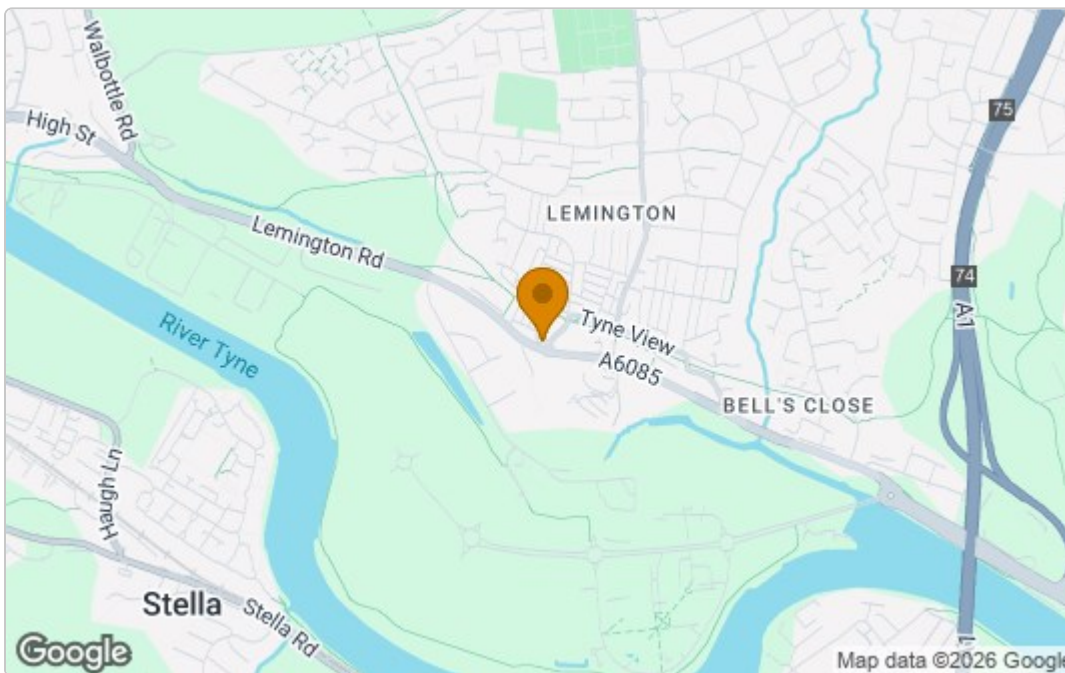 Walbottle Rd
High St
Lemington Rd
LEMINGTON
75
74
A1
River Tyne
Tyne View
A6085
BELL'S CLOSE
Haugh Ln
Stella
Stella Rd
Google
Map data ©2026 Google